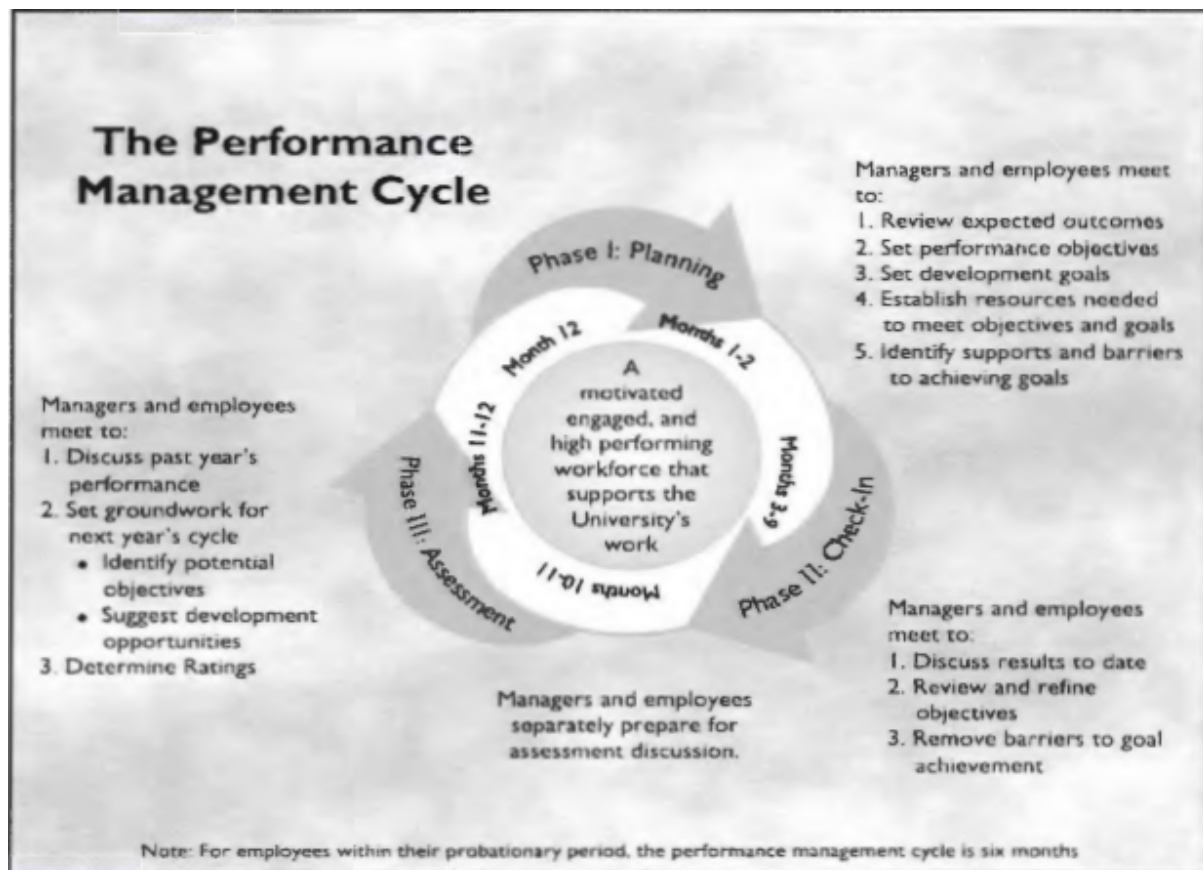 The Performance
Management Cycle
Managers and employees meet
to:
1. Review expected outcomes
2. Set performance objectives
3. Set development goals
4. Establish resources needed
to meet objectives and goals
5. Identify supports and barriers
to achieving goals
Phase I: Planning
Month 12
Months 1-2
A
motivated
engaged, and
high performing
workforce that
supports the
University's
work
Months 11-12
Months 3-9
Months 10-11
Phase III: Assessment
Phase II: Check-In
Managers and employees
meet to:
1. Discuss past year's
performance
2. Set groundwork for
next year's cycle
• Identify potential
objectives
• Suggest development
opportunities
3. Determine Ratings
Managers and employees
separately prepare for
assessment discussion.
Managers and employees
meet to:
1. Discuss results to date
2. Review and refine
objectives
3. Remove barriers to goal
achievement
Note: For employees within their probationary period, the performance management cycle is six months